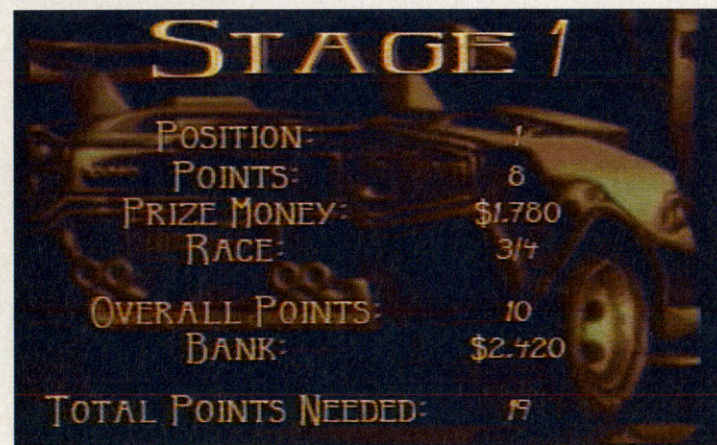 STAGE 1
POSITION: 1
POINTS: 8
PRIZE MONEY: $1.780
RACE: 3/4
OVERALL POINTS: 10
BANK: $2.420
TOTAL POINTS NEEDED: 19